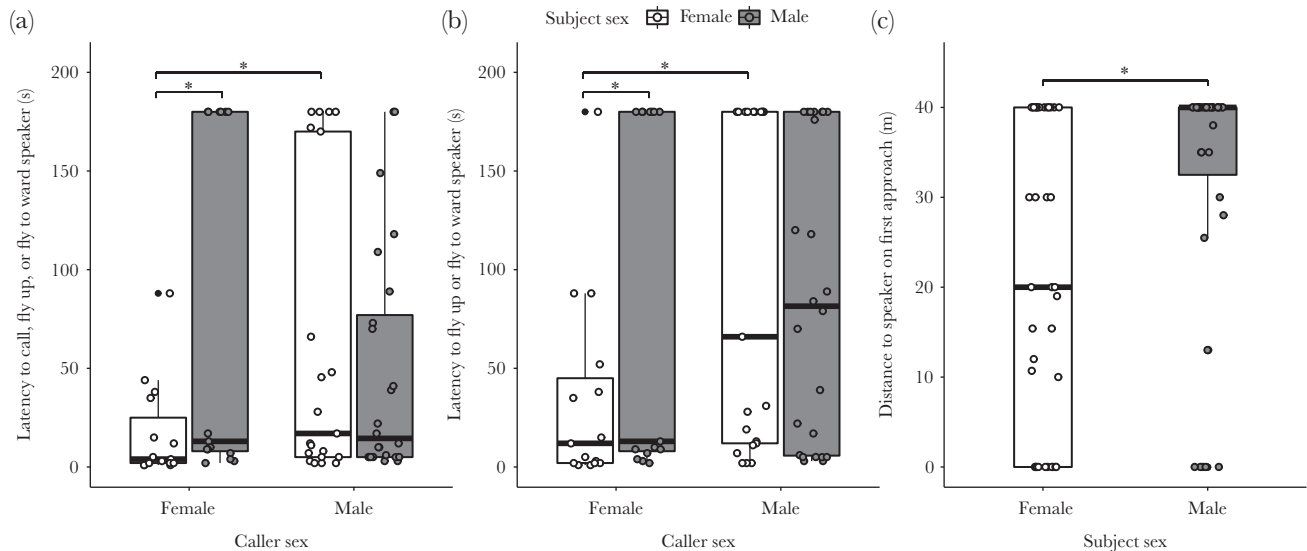 (a)
(b)
Subject sex Female Male
(c)
Latency to call, fly up, or fly to ward speaker (s)
200
150
100
50
0
*
*
Female
Male
Caller sex
Latency to fly up or fly to ward speaker (s)
200
150
100
50
0
*
*
Female
Male
Caller sex
Distance to speaker on first approach (m)
40
30
20
10
0
*
Female
Male
Subject sex